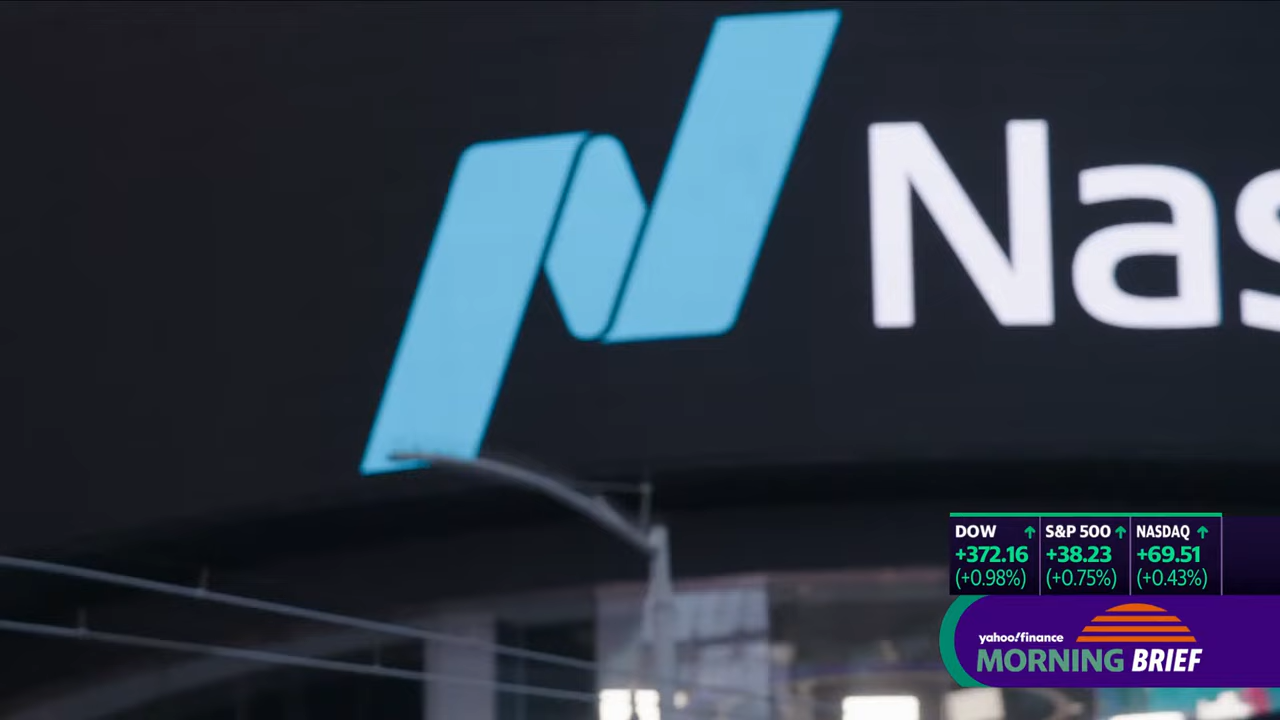 Nas
DOW ↑ S&P 500 ↑ NASDAQ ↑
+372.16 +38.23 +69.51
(+0.98%) (+0.75%) (+0.43%)
yahoo!finance
MORNING BRIEF